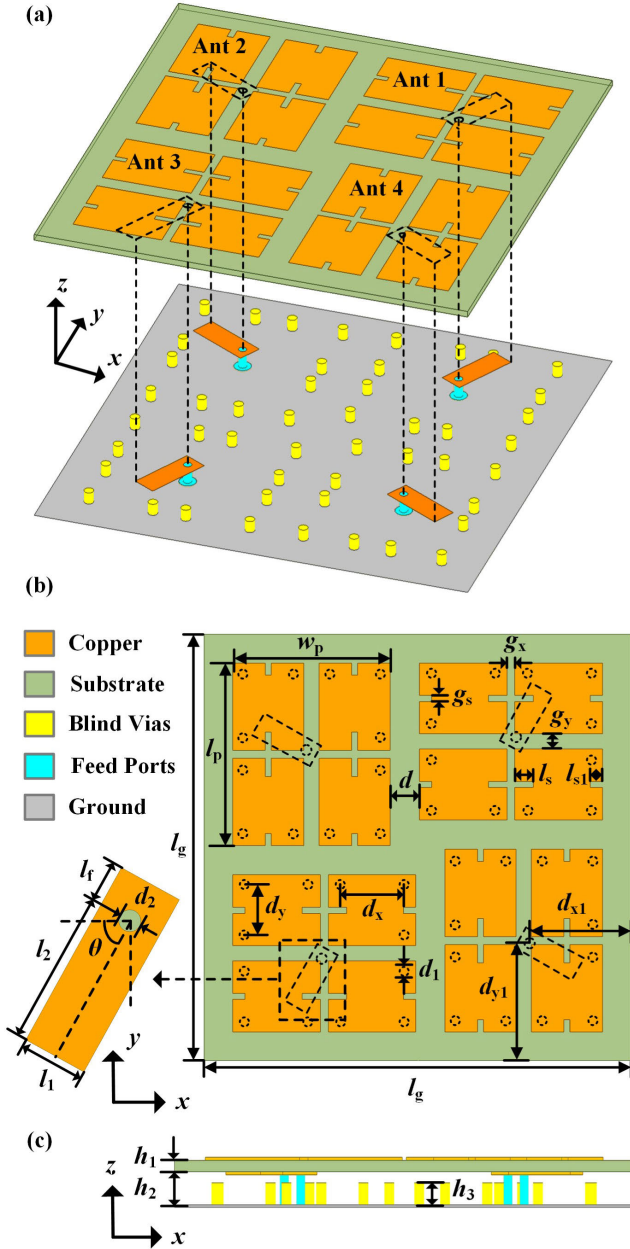 (a)
Ant 2
Ant 1
Ant 3
Ant 4
z
y
x
(b)
Copper
Substrate
Blind Vias
Feed Ports
Ground
wp
gx
gs
gy
lp
ls
ls1
d
lg
lf
d2
l2
θ
l1
dy
dx
dx1
d1
dy1
y
x
lg
(c)
z
h1
h2
h3
x